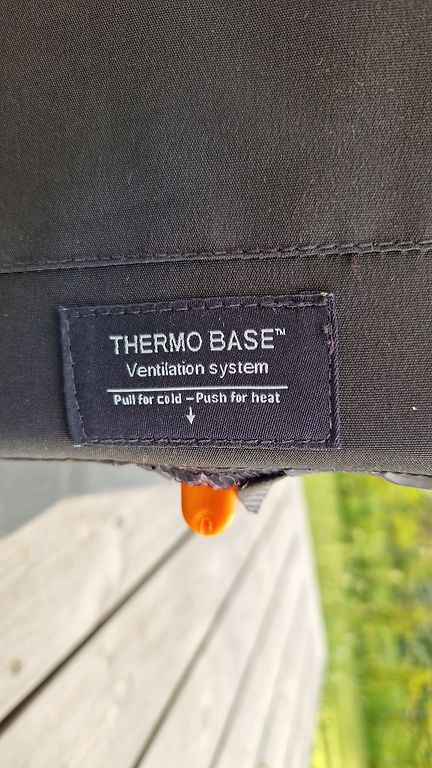 THERMO BASE™
Ventilation system
Pull for cold – Push for heat